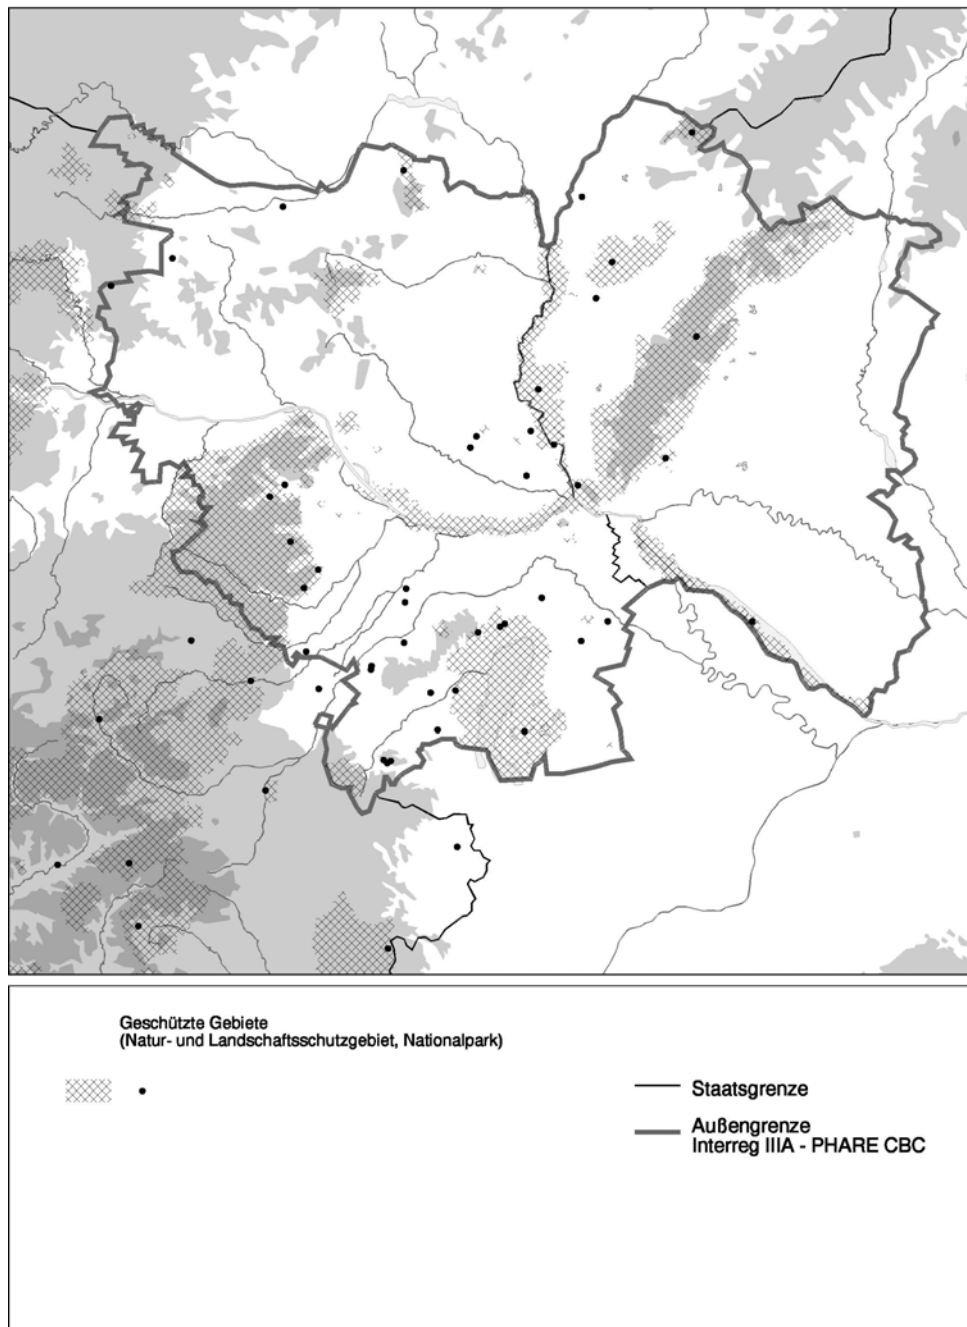 Geschützte Gebiete
(Natur- und Landschaftsschutzgebiet, Nationalpark)
Staatsgrenze
Außengrenze
Interreg IIIA - PHARE CBC